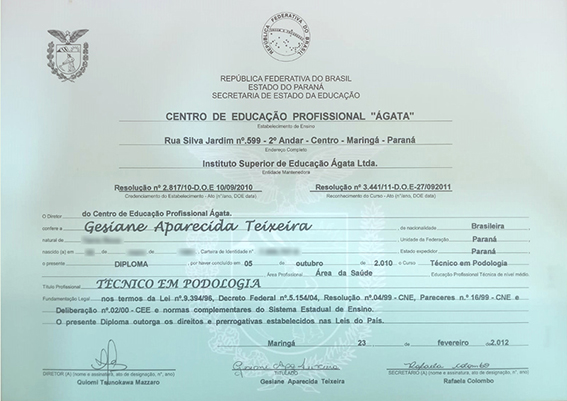 REPÚBLICA FEDERATIVA DO BRASIL
REPÚBLICA FEDERATIVA DO BRASIL
ESTADO DO PARANÁ
SECRETARIA DE ESTADO DA EDUCAÇÃO
CENTRO DE EDUCAÇÃO PROFISSIONAL "ÁGATA"
Estabelecimento de Ensino
Rua Silva Jardim nº.599 - 2º Andar - Centro - Maringá - Paraná
Endereço Completo
Instituto Superior de Educação Ágata Ltda.
Entidade Mantenedora
Resolução nº 2.817/10-D.O.E 10/09/2010 Resolução nº 3.441/11-D.O.E-27/092011
Credenciamento do Estabelecimento - Ato (nº/ano, DOE data) Reconhecimento do Curso - Ato (nº/ano, DOE data)
O Diretor do Centro de Educação Profissional Ágata.
confere a Gesiane Aparecida Teixeira de nacionalidade Brasileira
natural de Unidade da Federação Paraná
nascido (a) em de de Carteira de Identidade nº Estado expedidor Paraná
o presente DIPLOMA por haver concluído em 05 de outubro de 2.010 o Curso Técnico em Podologia
Área Profissional Área da Saúde Educação Profissional Técnica de nível médio.
Título Profissional TÉCNICO EM PODOLOGIA
Fundamentação Legal nos termos da Lei nº.9.394/96, Decreto Federal nº.5.154/04, Resolução nº.04/99 - CNE, Pareceres n.º 16/99 - CNE e
Deliberação nº.02/00 - CEE e normas complementares do Sistema Estadual de Ensino.
O presente Diploma outorga os direitos e prerrogativas estabelecidos nas Leis do País.
Maringá 23 de fevereiro de 2.012
DIRETOR (A) (nome e assinatura, ato de designação, nº, ano) TITULADO SECRETÁRIO (A) (nome e assinatura, ato de designação, nº, ano)
Quiomi Tsunokawa Mazzaro Gesiane Aparecida Teixeira Rafaela Colombo